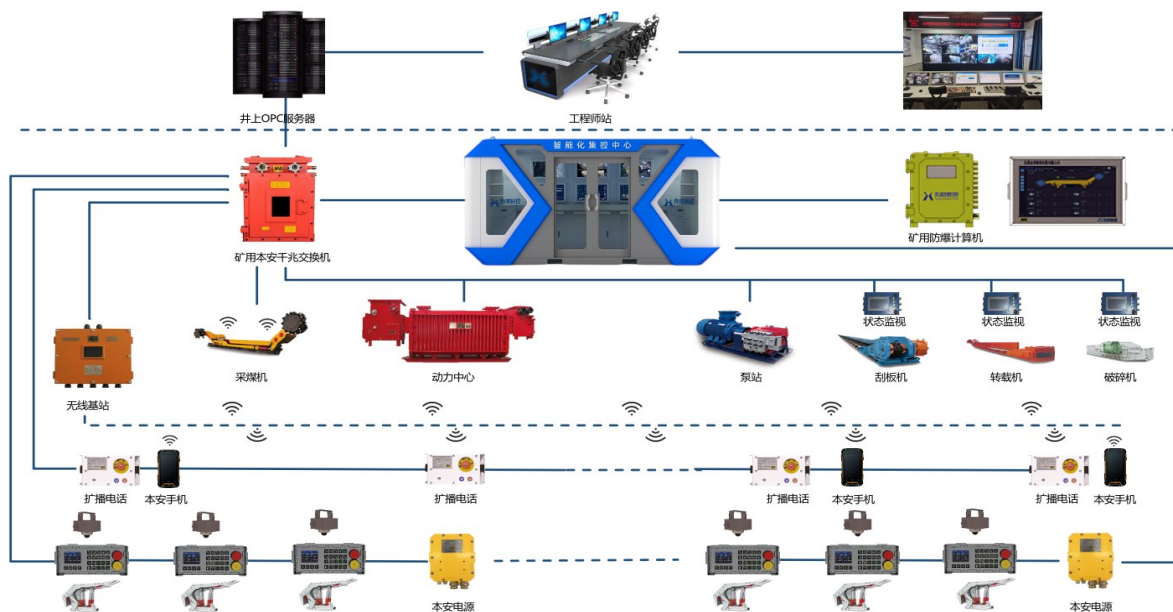 井上OPC服务器
工程师站
智能化集控中心
矿用本安千兆交换机
矿用防爆计算机
状态监视
状态监视
状态监视
采煤机
动力中心
泵站
刮板机
转载机
破碎机
无线基站
扩播电话
本安手机
扩播电话
扩播电话
本安手机
扩播电话
本安手机
本安电源
本安电源